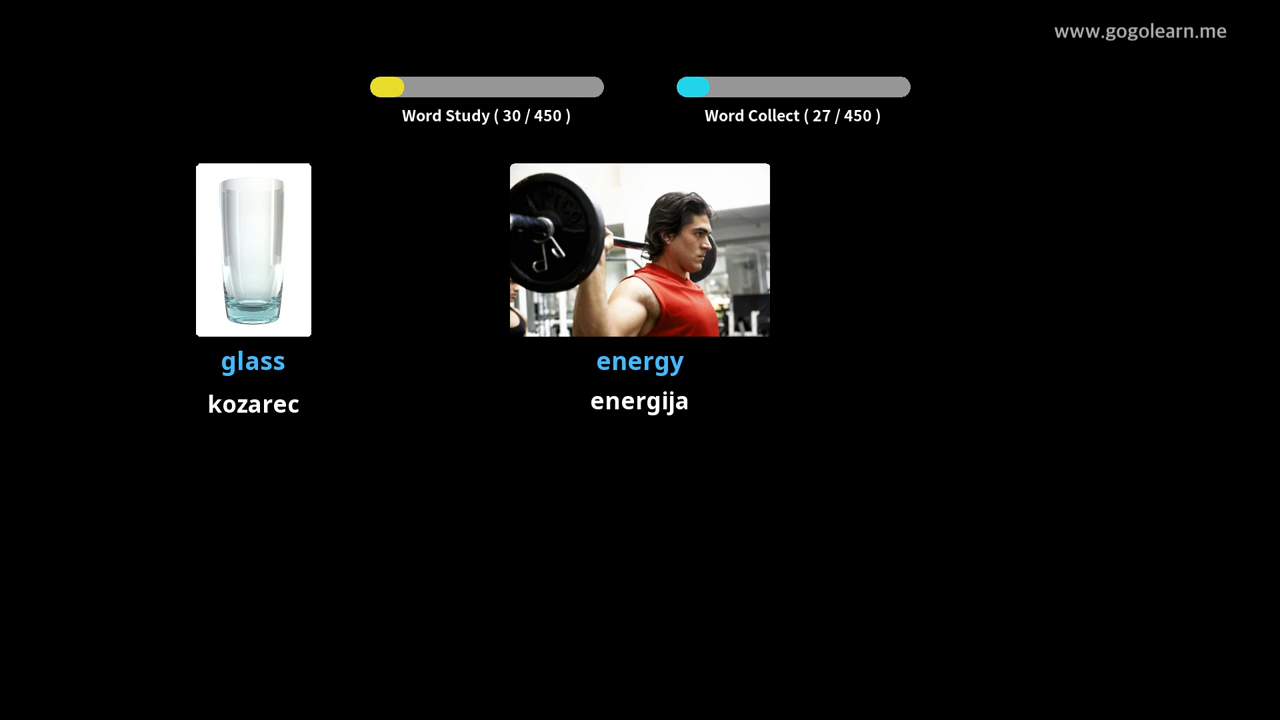 www.gogolearn.me
Word Study ( 30 / 450 )
Word Collect ( 27 / 450 )
glass
energy
kozarec
energija